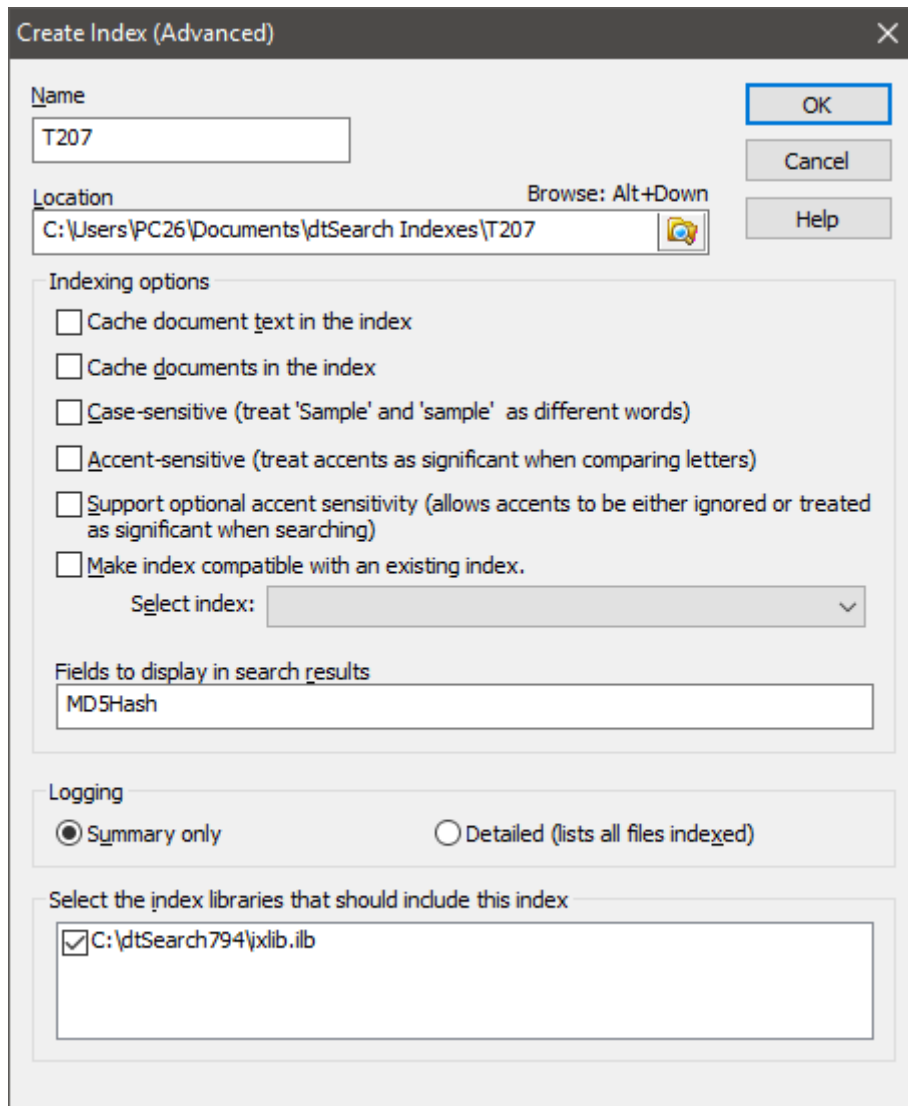 Create Index (Advanced)
Name
T207
OK
Cancel
Help
Location
Browse: Alt+Down
C:\Users\PC26\Documents\dtSearch Indexes\T207
Indexing options
Cache document text in the index
Cache documents in the index
Case-sensitive (treat 'Sample' and 'sample' as different words)
Accent-sensitive (treat accents as significant when comparing letters)
Support optional accent sensitivity (allows accents to be either ignored or treated
as significant when searching)
Make index compatible with an existing index.
Select index:
Fields to display in search results
MD5Hash
Logging
Summary only
Detailed (lists all files indexed)
Select the index libraries that should include this index
C:\dtSearch794\ixlib.ilb